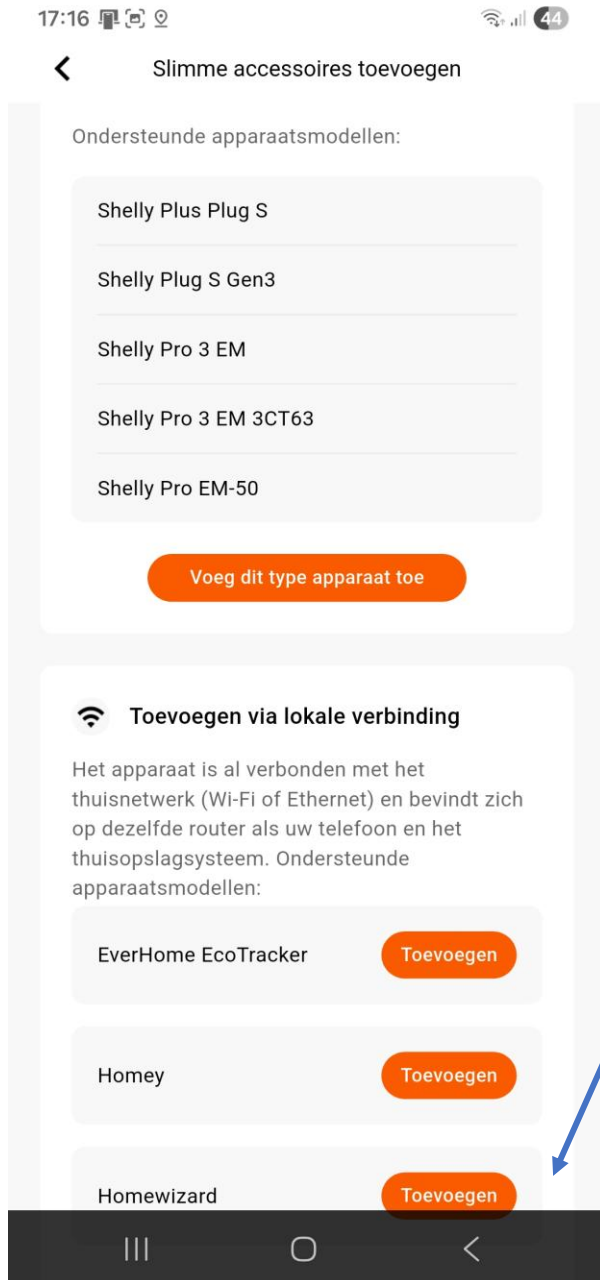 17:16
44
Slimme accessoires toevoegen
Ondersteunde apparaatsmodellen:
Shelly Plus Plug S
Shelly Plug S Gen3
Shelly Pro 3 EM
Shelly Pro 3 EM 3CT63
Shelly Pro EM-50
Voeg dit type apparaat toe
Toevoegen via lokale verbinding
Het apparaat is al verbonden met het
thuisnetwerk (Wi-Fi of Ethernet) en bevindt zich
op dezelfde router als uw telefoon en het
thuisopslagsysteem. Ondersteunde
apparaatsmodellen:
EverHome EcoTracker Toevoegen
Homey Toevoegen
Homewizard Toevoegen